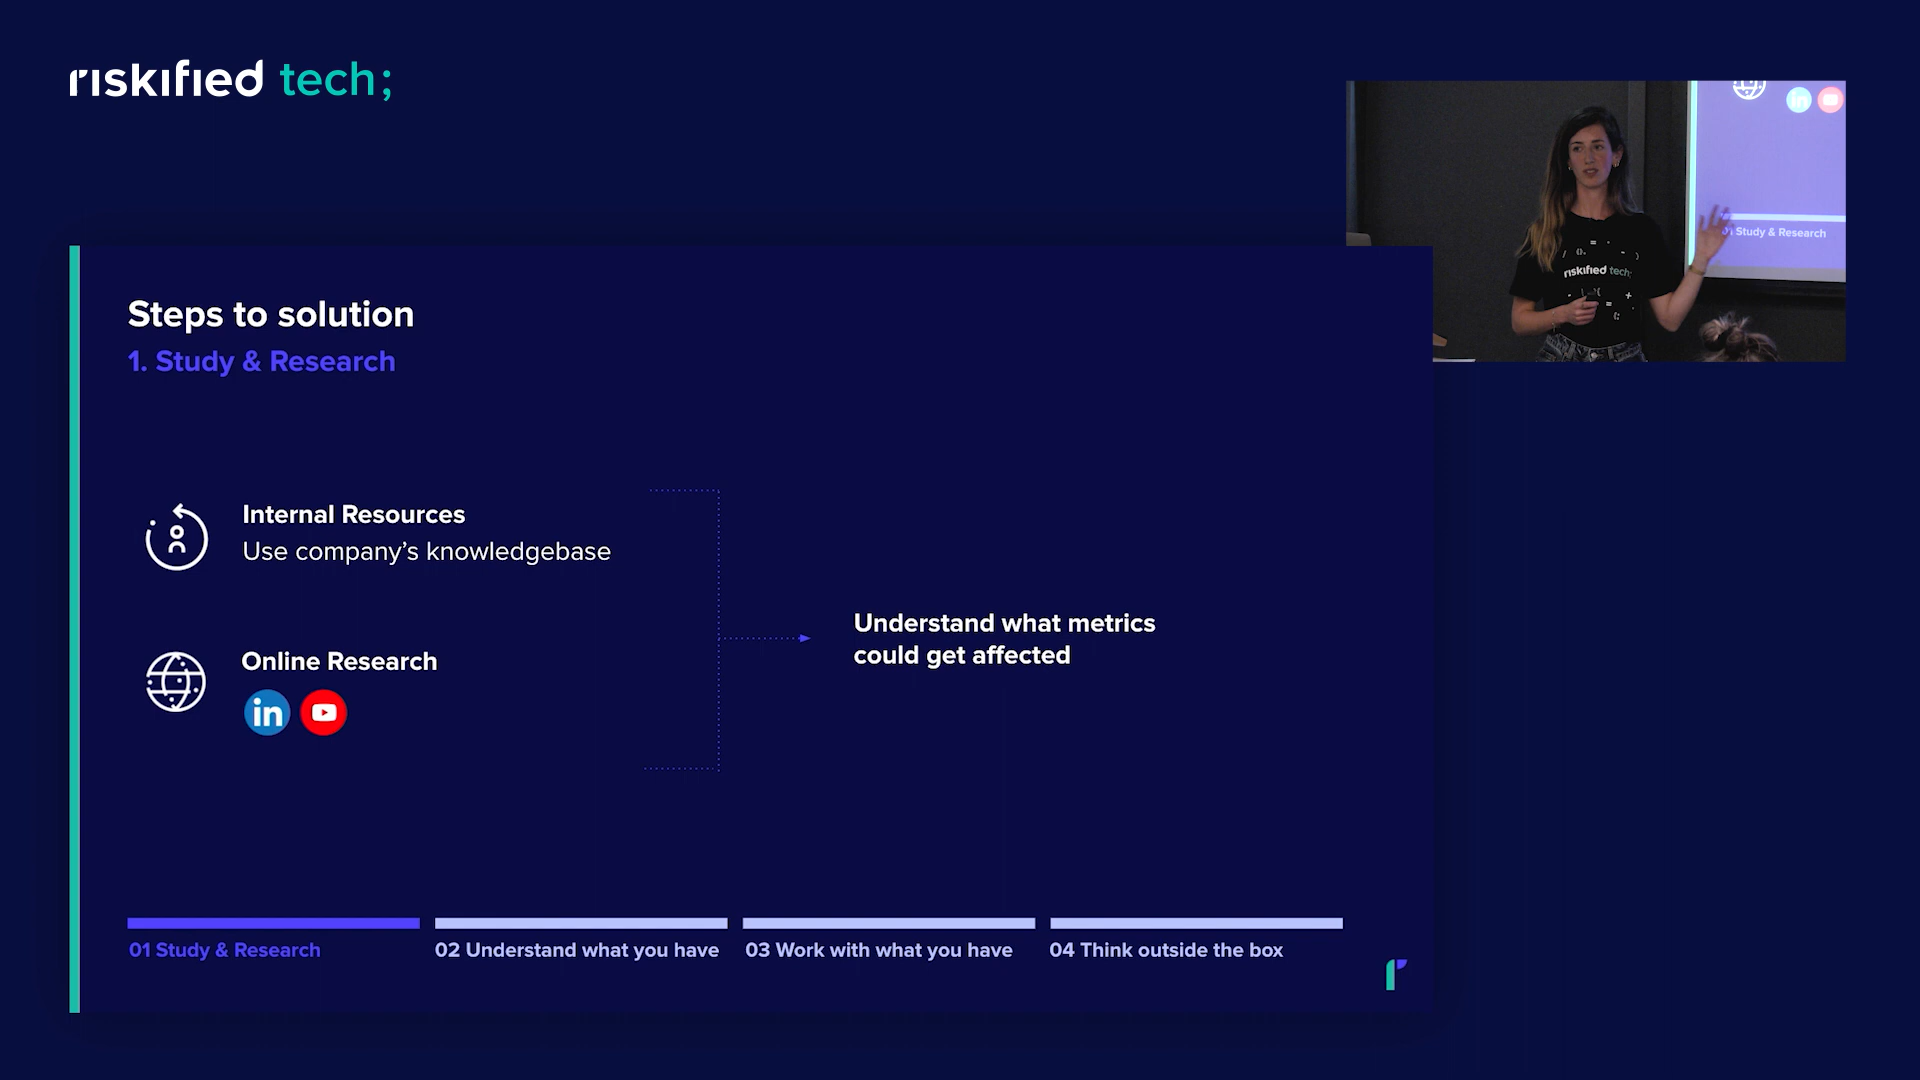 riskified tech;
Study & Research
riskified tech;
Steps to solution
1. Study & Research
Internal Resources
Use company’s knowledgebase
Online Research
in
Understand what metrics
could get affected
01 Study & Research
02 Understand what you have
03 Work with what you have
04 Think outside the box